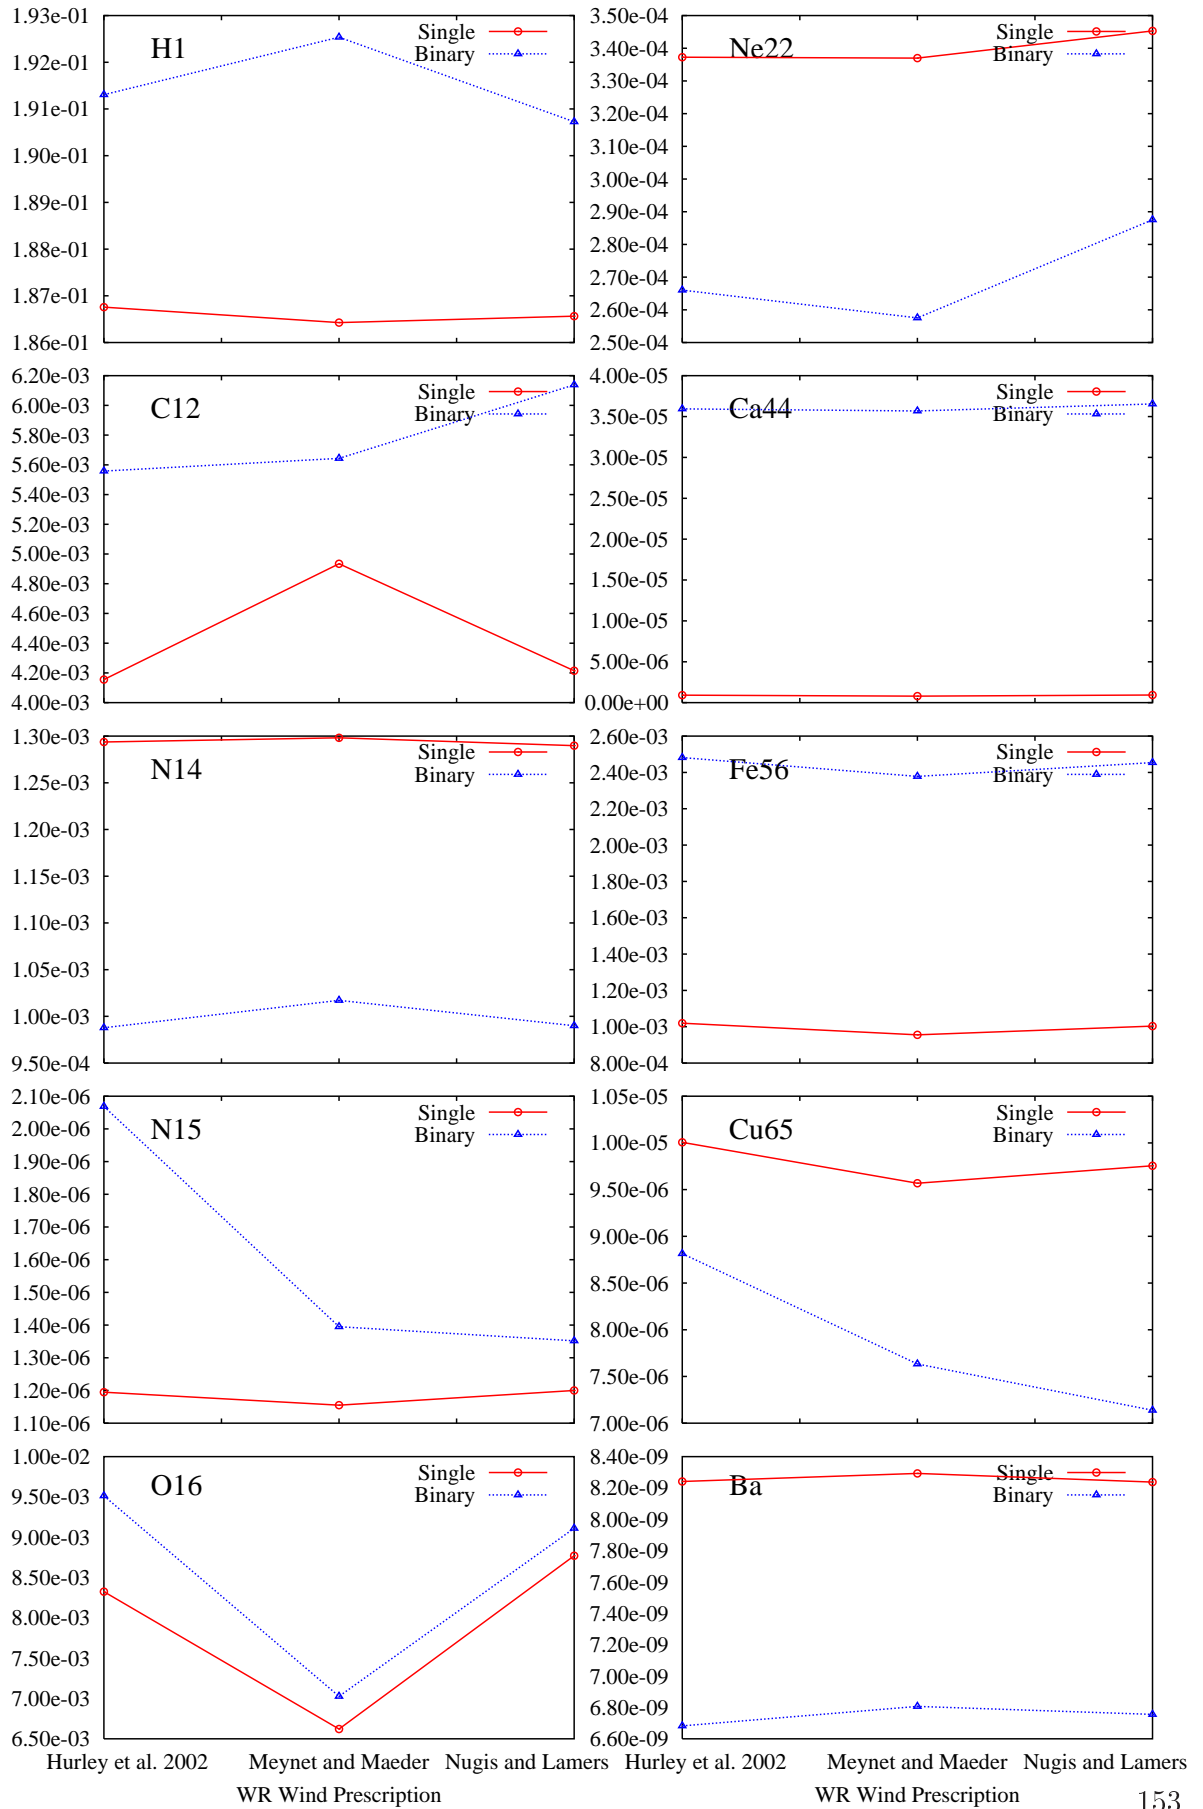 1.93e-01
1.92e-01
1.91e-01
1.90e-01
1.89e-01
1.88e-01
1.87e-01
1.86e-01
H1
Single
Binary
3.50e-04
3.40e-04
3.30e-04
3.20e-04
3.10e-04
3.00e-04
2.90e-04
2.80e-04
2.70e-04
2.60e-04
2.50e-04
Ne22
Single
Binary
6.20e-03
6.00e-03
5.80e-03
5.60e-03
5.40e-03
5.20e-03
5.00e-03
4.80e-03
4.60e-03
4.40e-03
4.20e-03
4.00e-03
C12
Single
Binary
4.00e-05
3.50e-05
3.00e-05
2.50e-05
2.00e-05
1.50e-05
1.00e-05
5.00e-06
0.00e+00
Ca44
Single
Binary
1.30e-03
1.25e-03
1.20e-03
1.15e-03
1.10e-03
1.05e-03
1.00e-03
9.50e-04
N14
Single
Binary
2.60e-03
2.40e-03
2.20e-03
2.00e-03
1.80e-03
1.60e-03
1.40e-03
1.20e-03
1.00e-03
8.00e-04
Fe56
Single
Binary
2.10e-06
2.00e-06
1.90e-06
1.80e-06
1.70e-06
1.60e-06
1.50e-06
1.40e-06
1.30e-06
1.20e-06
1.10e-06
N15
Single
Binary
1.05e-05
1.00e-05
9.50e-06
9.00e-06
8.50e-06
8.00e-06
7.50e-06
7.00e-06
Cu65
Single
Binary
1.00e-02
9.50e-03
9.00e-03
8.50e-03
8.00e-03
7.50e-03
7.00e-03
6.50e-03
O16
Single
Binary
Hurley et al. 2002 Meynet and Maeder Nugis and Lamers
WR Wind Prescription
8.40e-09
8.20e-09
8.00e-09
7.80e-09
7.60e-09
7.40e-09
7.20e-09
7.00e-09
6.80e-09
6.60e-09
Ba
Single
Binary
Hurley et al. 2002 Meynet and Maeder Nugis and Lamers
WR Wind Prescription
153